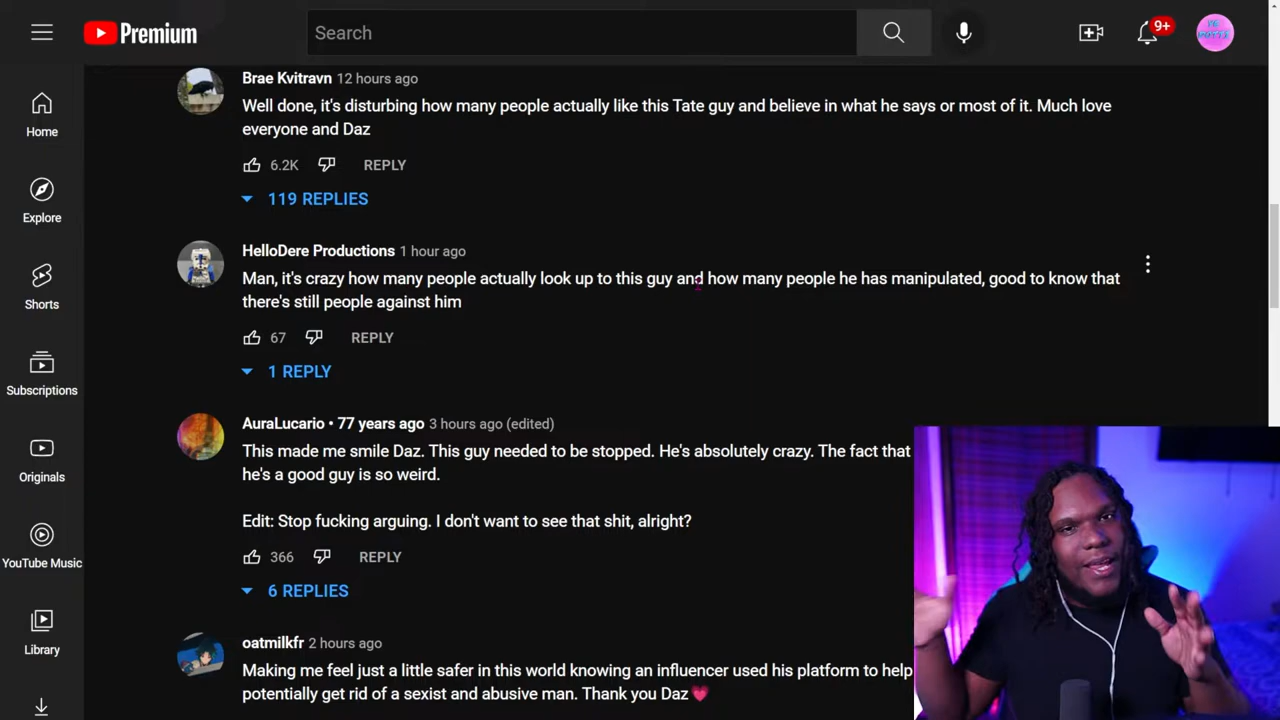 Premium
Search
9+
Home
Explore
Shorts
Subscriptions
Originals
YouTube Music
Library
Brae Kvitravn 12 hours ago
Well done, it's disturbing how many people actually like this Tate guy and believe in what he says or most of it. Much love
everyone and Daz
6.2K REPLY
119 REPLIES
HelloDere Productions 1 hour ago
Man, it's crazy how many people actually look up to this guy and how many people he has manipulated, good to know that
there's still people against him
67 REPLY
1 REPLY
AuraLucario • 77 years ago 3 hours ago (edited)
This made me smile Daz. This guy needed to be stopped. He's absolutely crazy. The fact that
he's a good guy is so weird.
Edit: Stop fucking arguing. I don't want to see that shit, alright?
366 REPLY
6 REPLIES
oatmilkfr 2 hours ago
Making me feel just a little safer in this world knowing an influencer used his platform to help
potentially get rid of a sexist and abusive man. Thank you Daz